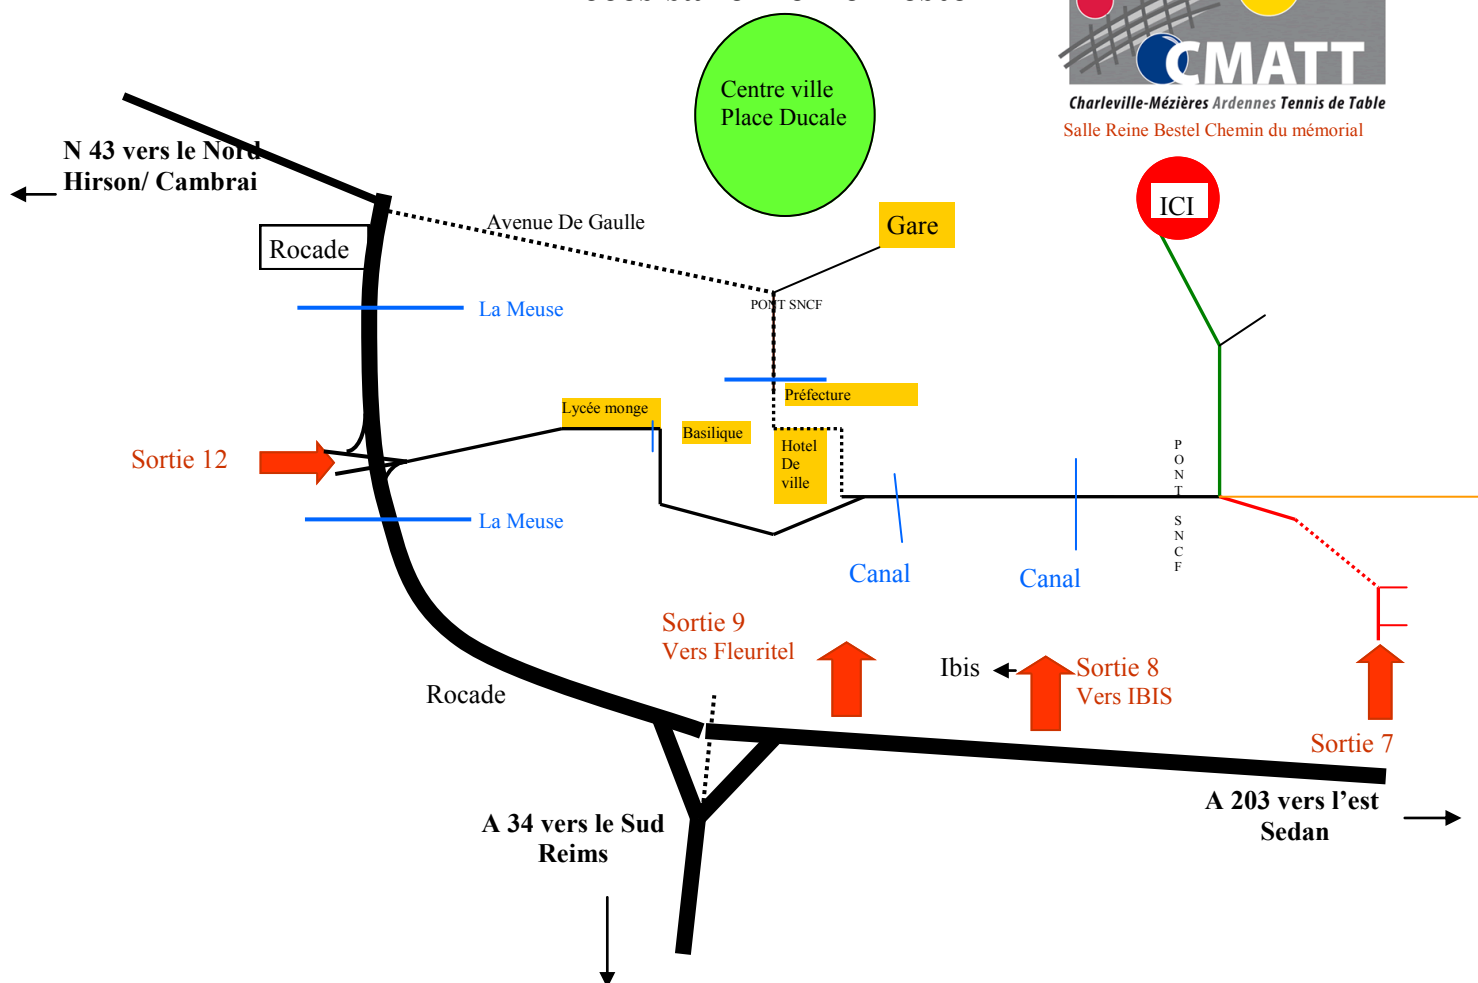 CMATT
Charleville-Mézières Ardennes Tennis de Table
Salle Reine Bestel Chemin du mémorial
Centre ville
Place Ducale
N 43 vers le Nord
Hirson/ Cambrai
ICI
Avenue De Gaulle
Gare
Rocade
La Meuse
PONT SNCF
Préfecture
Lycée monge
Basilique
Hotel
De
ville
Sortie 12
PONT SNCF
La Meuse
Canal
Canal
Sortie 9
Vers Fleuritel
Ibis
Sortie 8
Vers IBIS
Rocade
Sortie 7
A 203 vers l’est
Sedan
A 34 vers le Sud
Reims